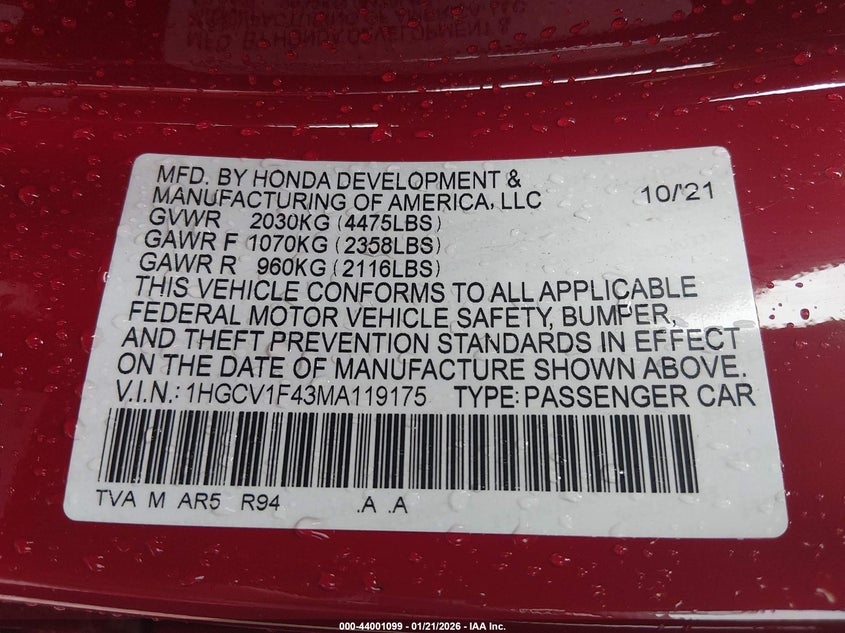 MFD. BY HONDA DEVELOPMENT &
MANUFACTURING OF AMERICA, LLC 10/'21
GVWR 2030KG (4475LBS)
GAWR F 1070KG (2358LBS)
GAWR R 960KG (2116LBS)
THIS VEHICLE CONFORMS TO ALL APPLICABLE
FEDERAL MOTOR VEHICLE SAFETY, BUMPER,
AND THEFT PREVENTION STANDARDS IN EFFECT
ON THE DATE OF MANUFACTURE SHOWN ABOVE.
V.I.N.: 1HGCV1F43MA119175 TYPE: PASSENGER CAR
TVA M AR5 R94 .A .A
000-44001099 - 01/21/2026 - IAA Inc.